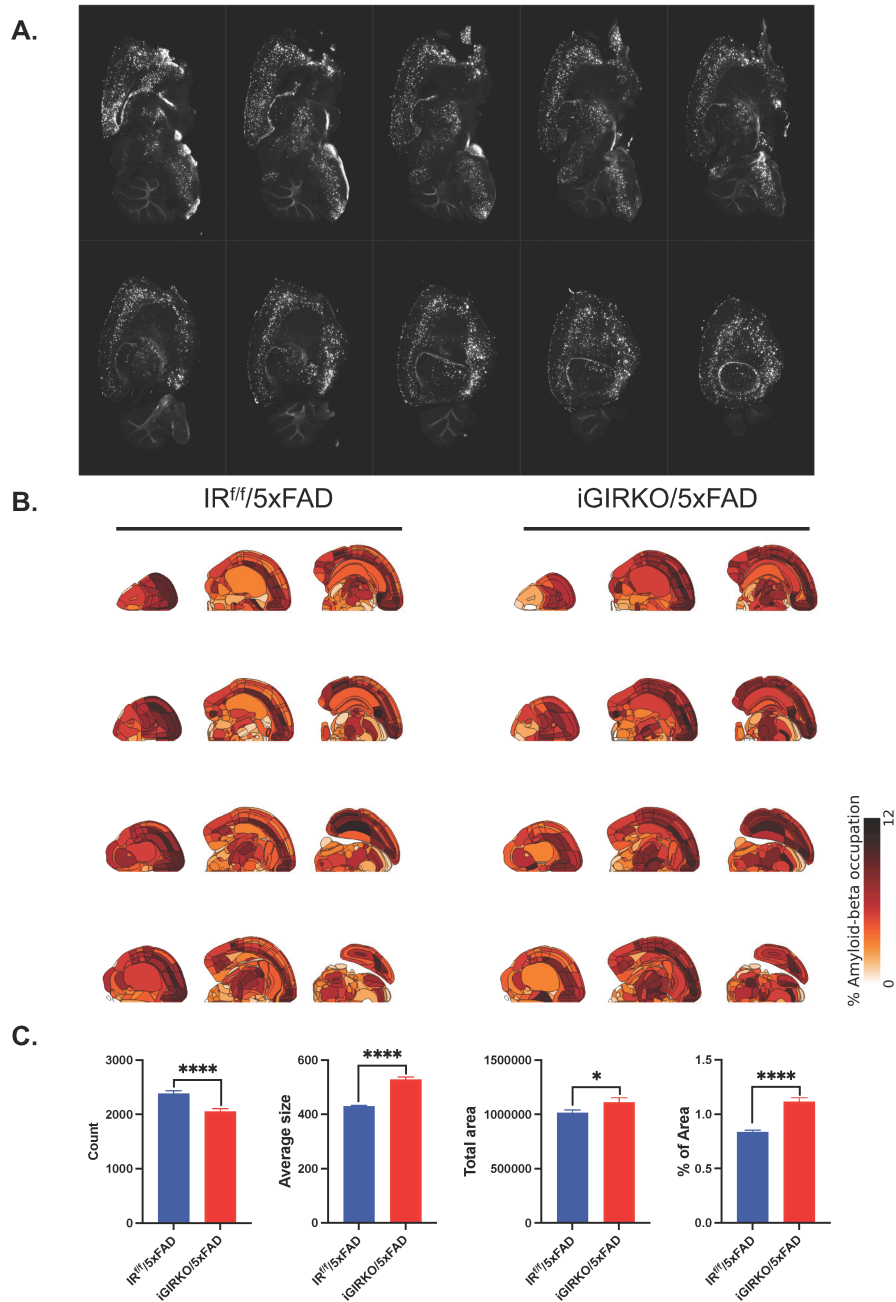 A.
B.
IRf/f/5xFAD
iGIRKO/5xFAD
% Amyloid-beta occupation
12
0
C.
3000
2000
1000
0
Count
****
IRf/f/5xFAD
iGIRKO/5xFAD
600
400
200
0
Average size
****
IRf/f/5xFAD
iGIRKO/5xFAD
1500000
1000000
500000
0
Total area
*
IRf/f/5xFAD
iGIRKO/5xFAD
1.5
1.0
0.5
0.0
% of Area
****
IRf/f/5xFAD
iGIRKO/5xFAD